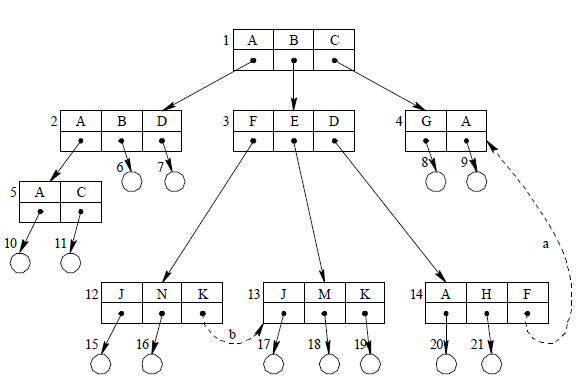 1 A B C
2 A B D 3 F E D 4 G A
6 7 8 9
5 A C
10 11 a
12 J N K 13 J M K 14 A H F
b
15 16 17 18 19 20 21